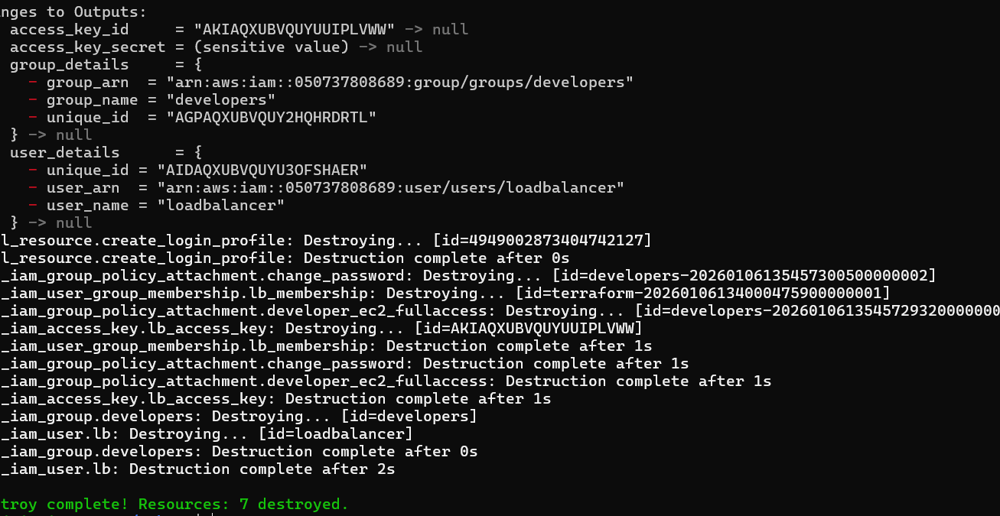 nges to Outputs:
access_key_id = "AKIAQXUBVQUYUUIPLVWW" -> null
access_key_secret = (sensitive value) -> null
group_details = {
- group_arn = "arn:aws:iam::050737808689:group/groups/developers"
- group_name = "developers"
- unique_id = "AGPAQXUBVQUY2HQHRDRTL"
} -> null
user_details = {
- unique_id = "AIDAQXUBVQUYU3OFSHAER"
- user_arn = "arn:aws:iam::050737808689:user/users/loadbalancer"
- user_name = "loadbalancer"
} -> null
l_resource.create_login_profile: Destroying... [id=4949002873404742127]
l_resource.create_login_profile: Destruction complete after 0s
_iam_group_policy_attachment.change_password: Destroying... [id=developers-20260106135457300500000002]
_iam_user_group_membership.lb_membership: Destroying... [id=terraform-20260106134000475900000001]
_iam_group_policy_attachment.developer_ec2_fullaccess: Destroying... [id=developers-2026010613545729320000000
_iam_access_key.lb_access_key: Destroying... [id=AKIAQXUBVQUYUUIPLVWW]
_iam_user_group_membership.lb_membership: Destruction complete after 1s
_iam_group_policy_attachment.change_password: Destruction complete after 1s
_iam_group_policy_attachment.developer_ec2_fullaccess: Destruction complete after 1s
_iam_access_key.lb_access_key: Destruction complete after 1s
_iam_group.developers: Destroying... [id=developers]
_iam_user.lb: Destroying... [id=loadbalancer]
_iam_group.developers: Destruction complete after 0s
_iam_user.lb: Destruction complete after 2s
troy complete! Resources: 7 destroyed.